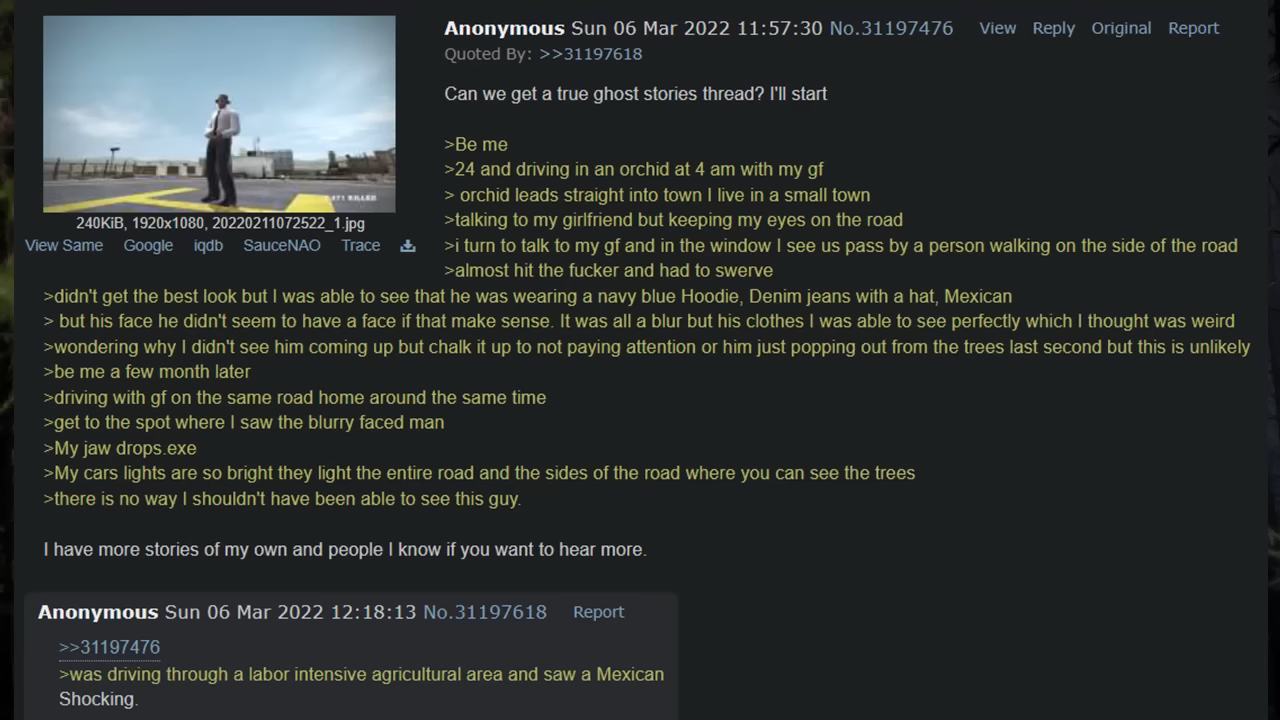 Anonymous Sun 06 Mar 2022 11:57:30 No.31197476 View Reply Original Report
Quoted By: >>31197618
Can we get a true ghost stories thread? I'll start
>Be me
>24 and driving in an orchid at 4 am with my gf
> orchid leads straight into town I live in a small town
>talking to my girlfriend but keeping my eyes on the road
>i turn to talk to my gf and in the window I see us pass by a person walking on the side of the road
>almost hit the fucker and had to swerve
KILLED
240KiB, 1920x1080, 20220211072522_1.jpg
View Same Google iqdb SauceNAO Trace
>didn't get the best look but I was able to see that he was wearing a navy blue Hoodie, Denim jeans with a hat, Mexican
> but his face he didn't seem to have a face if that make sense. It was all a blur but his clothes I was able to see perfectly which I thought was weird
>wondering why I didn't see him coming up but chalk it up to not paying attention or him just popping out from the trees last second but this is unlikely
>be me a few month later
>driving with gf on the same road home around the same time
>get to the spot where I saw the blurry faced man
>My jaw drops.exe
>My cars lights are so bright they light the entire road and the sides of the road where you can see the trees
>there is no way I shouldn't have been able to see this guy.
I have more stories of my own and people I know if you want to hear more.
Anonymous Sun 06 Mar 2022 12:18:13 No.31197618 Report
>>31197476
>was driving through a labor intensive agricultural area and saw a Mexican
Shocking.